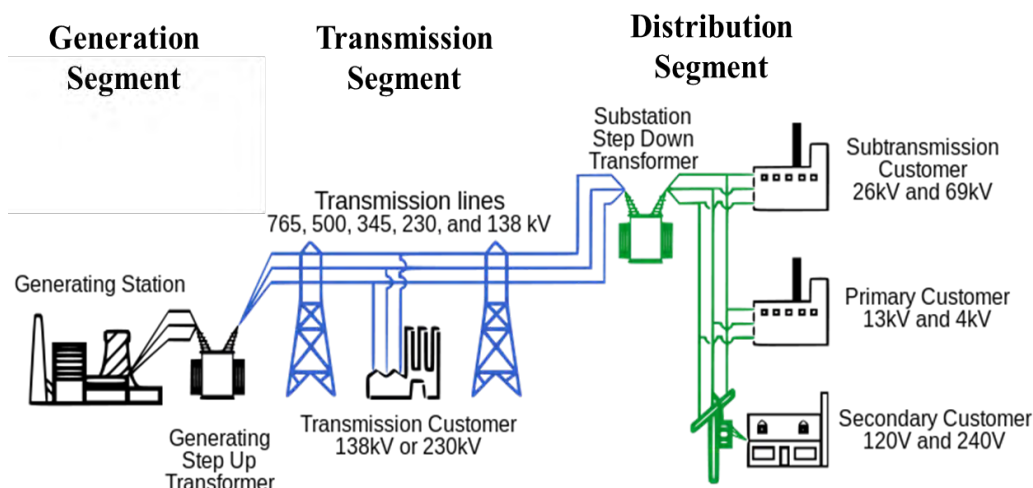 Generation
Segment
Transmission
Segment
Distribution
Segment
Substation
Step Down
Transformer
Subtransmission
Customer
26kV and 69kV
Transmission lines
765, 500, 345, 230, and 138 kV
Generating Station
Primary Customer
13kV and 4kV
Transmission Customer
138kV or 230kV
Secondary Customer
120V and 240V
Generating
Step Up
Transformer